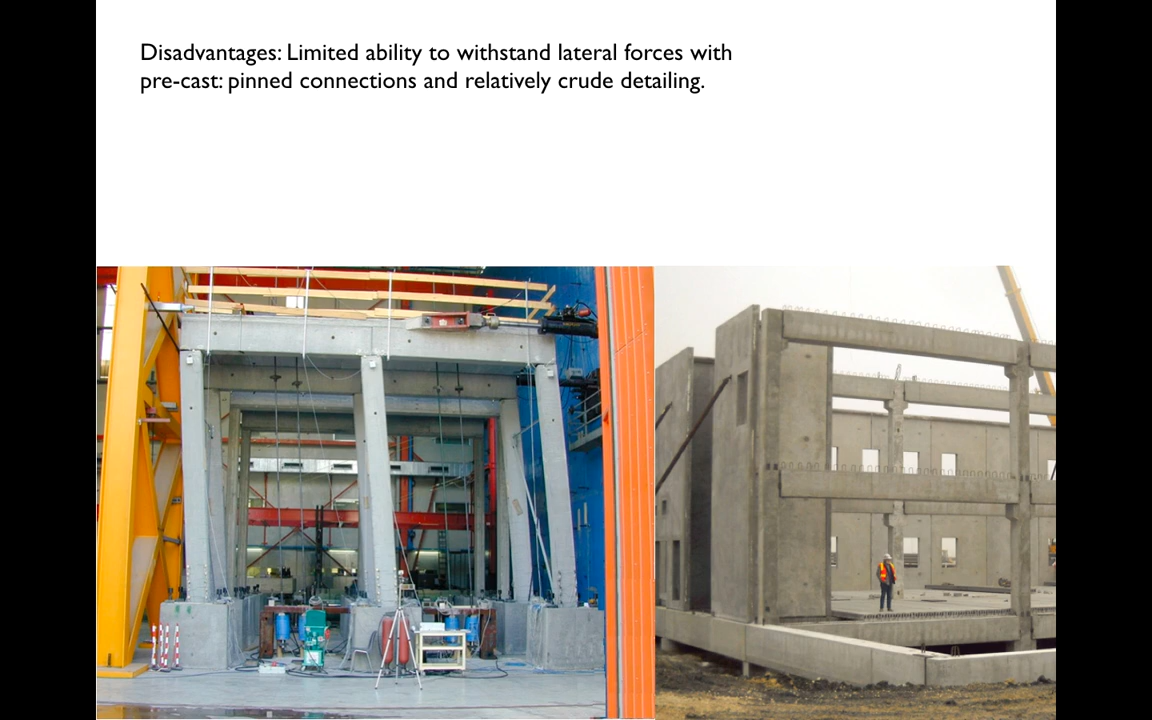 Disadvantages: Limited ability to withstand lateral forces with
pre-cast: pinned connections and relatively crude detailing.